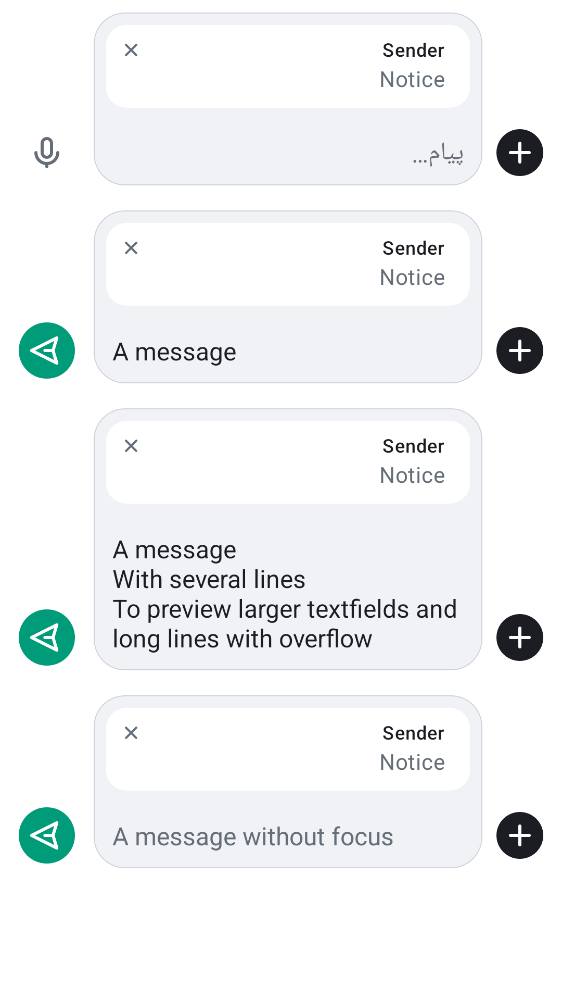 Sender
Notice
پیام…
Sender
Notice
A message
Sender
Notice
A message
With several lines
To preview larger textfields and
long lines with overflow
Sender
Notice
A message without focus